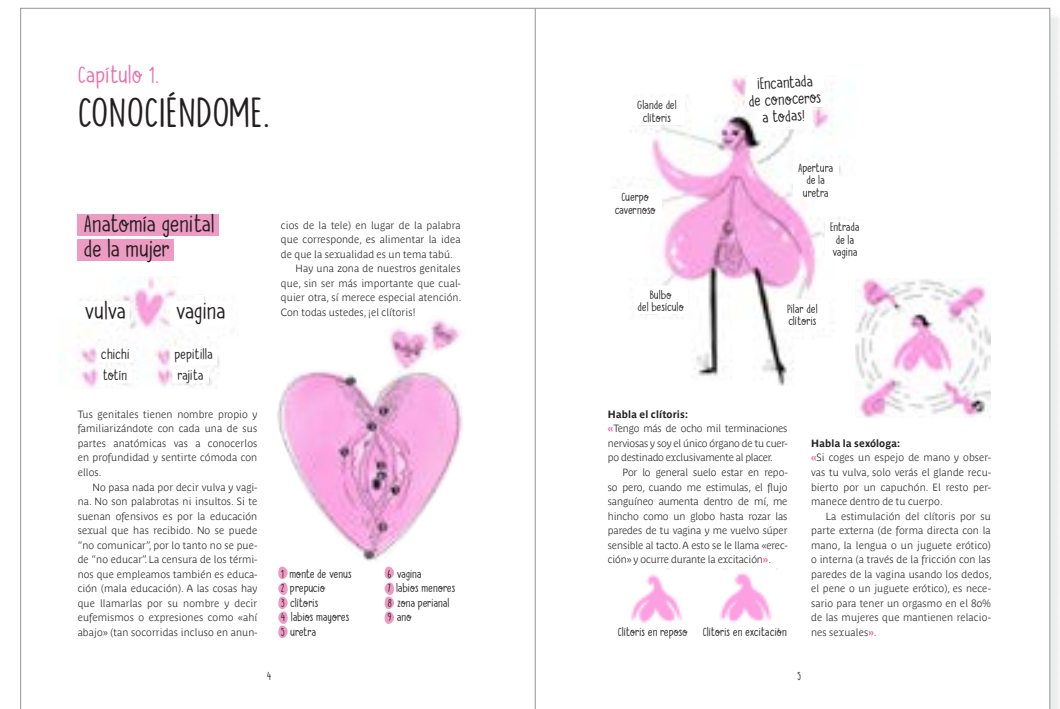 Capítulo 1.
CONOCIÉNDOME.
Anatomía genital
de la mujer
vulva vagina
chichi pepitilla
totin rajita
Tus genitales tienen nombre propio y
familiarizándote con cada una de sus
partes anatómicas vas a conocerlos
en profundidad y sentirte cómoda con
ellos.
No pasa nada por decir vulva y vagi-
na. No son palabrotas ni insultos. Si te
suenan ofensivos es por la educación
sexual que has recibido. No se puede
“no comunicar”, por lo tanto no se pue-
de “no educar”. La censura de los térmi-
nos que empleamos también es educa-
ción (mala educación). A las cosas hay
que llamarlas por su nombre y decir
eufemismos o expresiones como «ahí
abajo» (tan socorridas incluso en anun-
cios de la tele) en lugar de la palabra
que corresponde, es alimentar la idea
de que la sexualidad es un tema tabú.
Hay una zona de nuestros genitales
que, sin ser más importante que cual-
quier otra, sí merece especial atención.
Con todas ustedes, ¡el clítoris!
1 monte de venus
2 prepucio
3 clítoris
4 labios mayores
5 uretra
6 vagina
7 labios menores
8 zona perianal
9 ano
4
¡Encantada
de conoceros
a todas!
Glande del
clítoris
Apertura
de la
uretra
Cuerpo
cavernoso
Entrada
de la
vagina
Bulbo
del besículo
Pilar del
clítoris
Habla el clítoris:
«Tengo más de ocho mil terminaciones
nerviosas y soy el único órgano de tu cuer-
po destinado exclusivamente al placer.
Por lo general suelo estar en repo-
so pero, cuando me estimulas, el flujo
sanguíneo aumenta dentro de mí, me
hincho como un globo hasta rozar las
paredes de tu vagina y me vuelvo súper
sensible al tacto. A esto se le llama «erec-
ción» y ocurre durante la excitación».
Clítoris en reposo Clítoris en excitación
Habla la sexóloga:
«Si coges un espejo de mano y obser-
vas tu vulva, solo verás el glande recu-
bierto por un capuchón. El resto per-
manece dentro de tu cuerpo.
La estimulación del clítoris por su
parte externa (de forma directa con la
mano, la lengua o un juguete erótico)
o interna (a través de la fricción con las
paredes de la vagina usando los dedos,
el pene o un juguete erótico), es nece-
sario para tener un orgasmo en el 80%
de las mujeres que mantienen relacio-
nes sexuales».
5